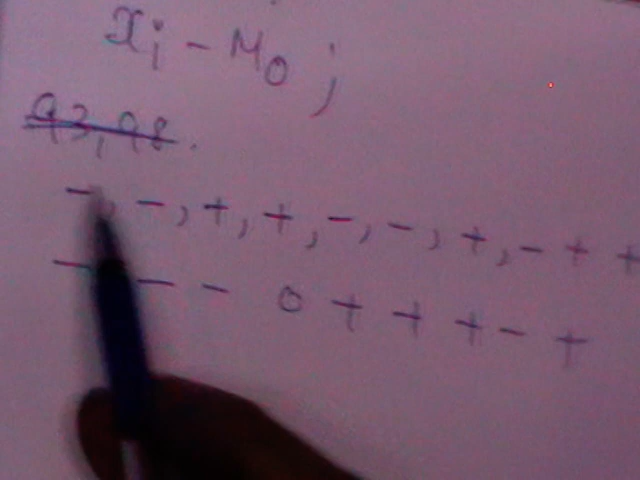 Xi - M0 ;
93, 98.
-, -, +, +, -, -, +, - + +
- - - 0 + + + - +